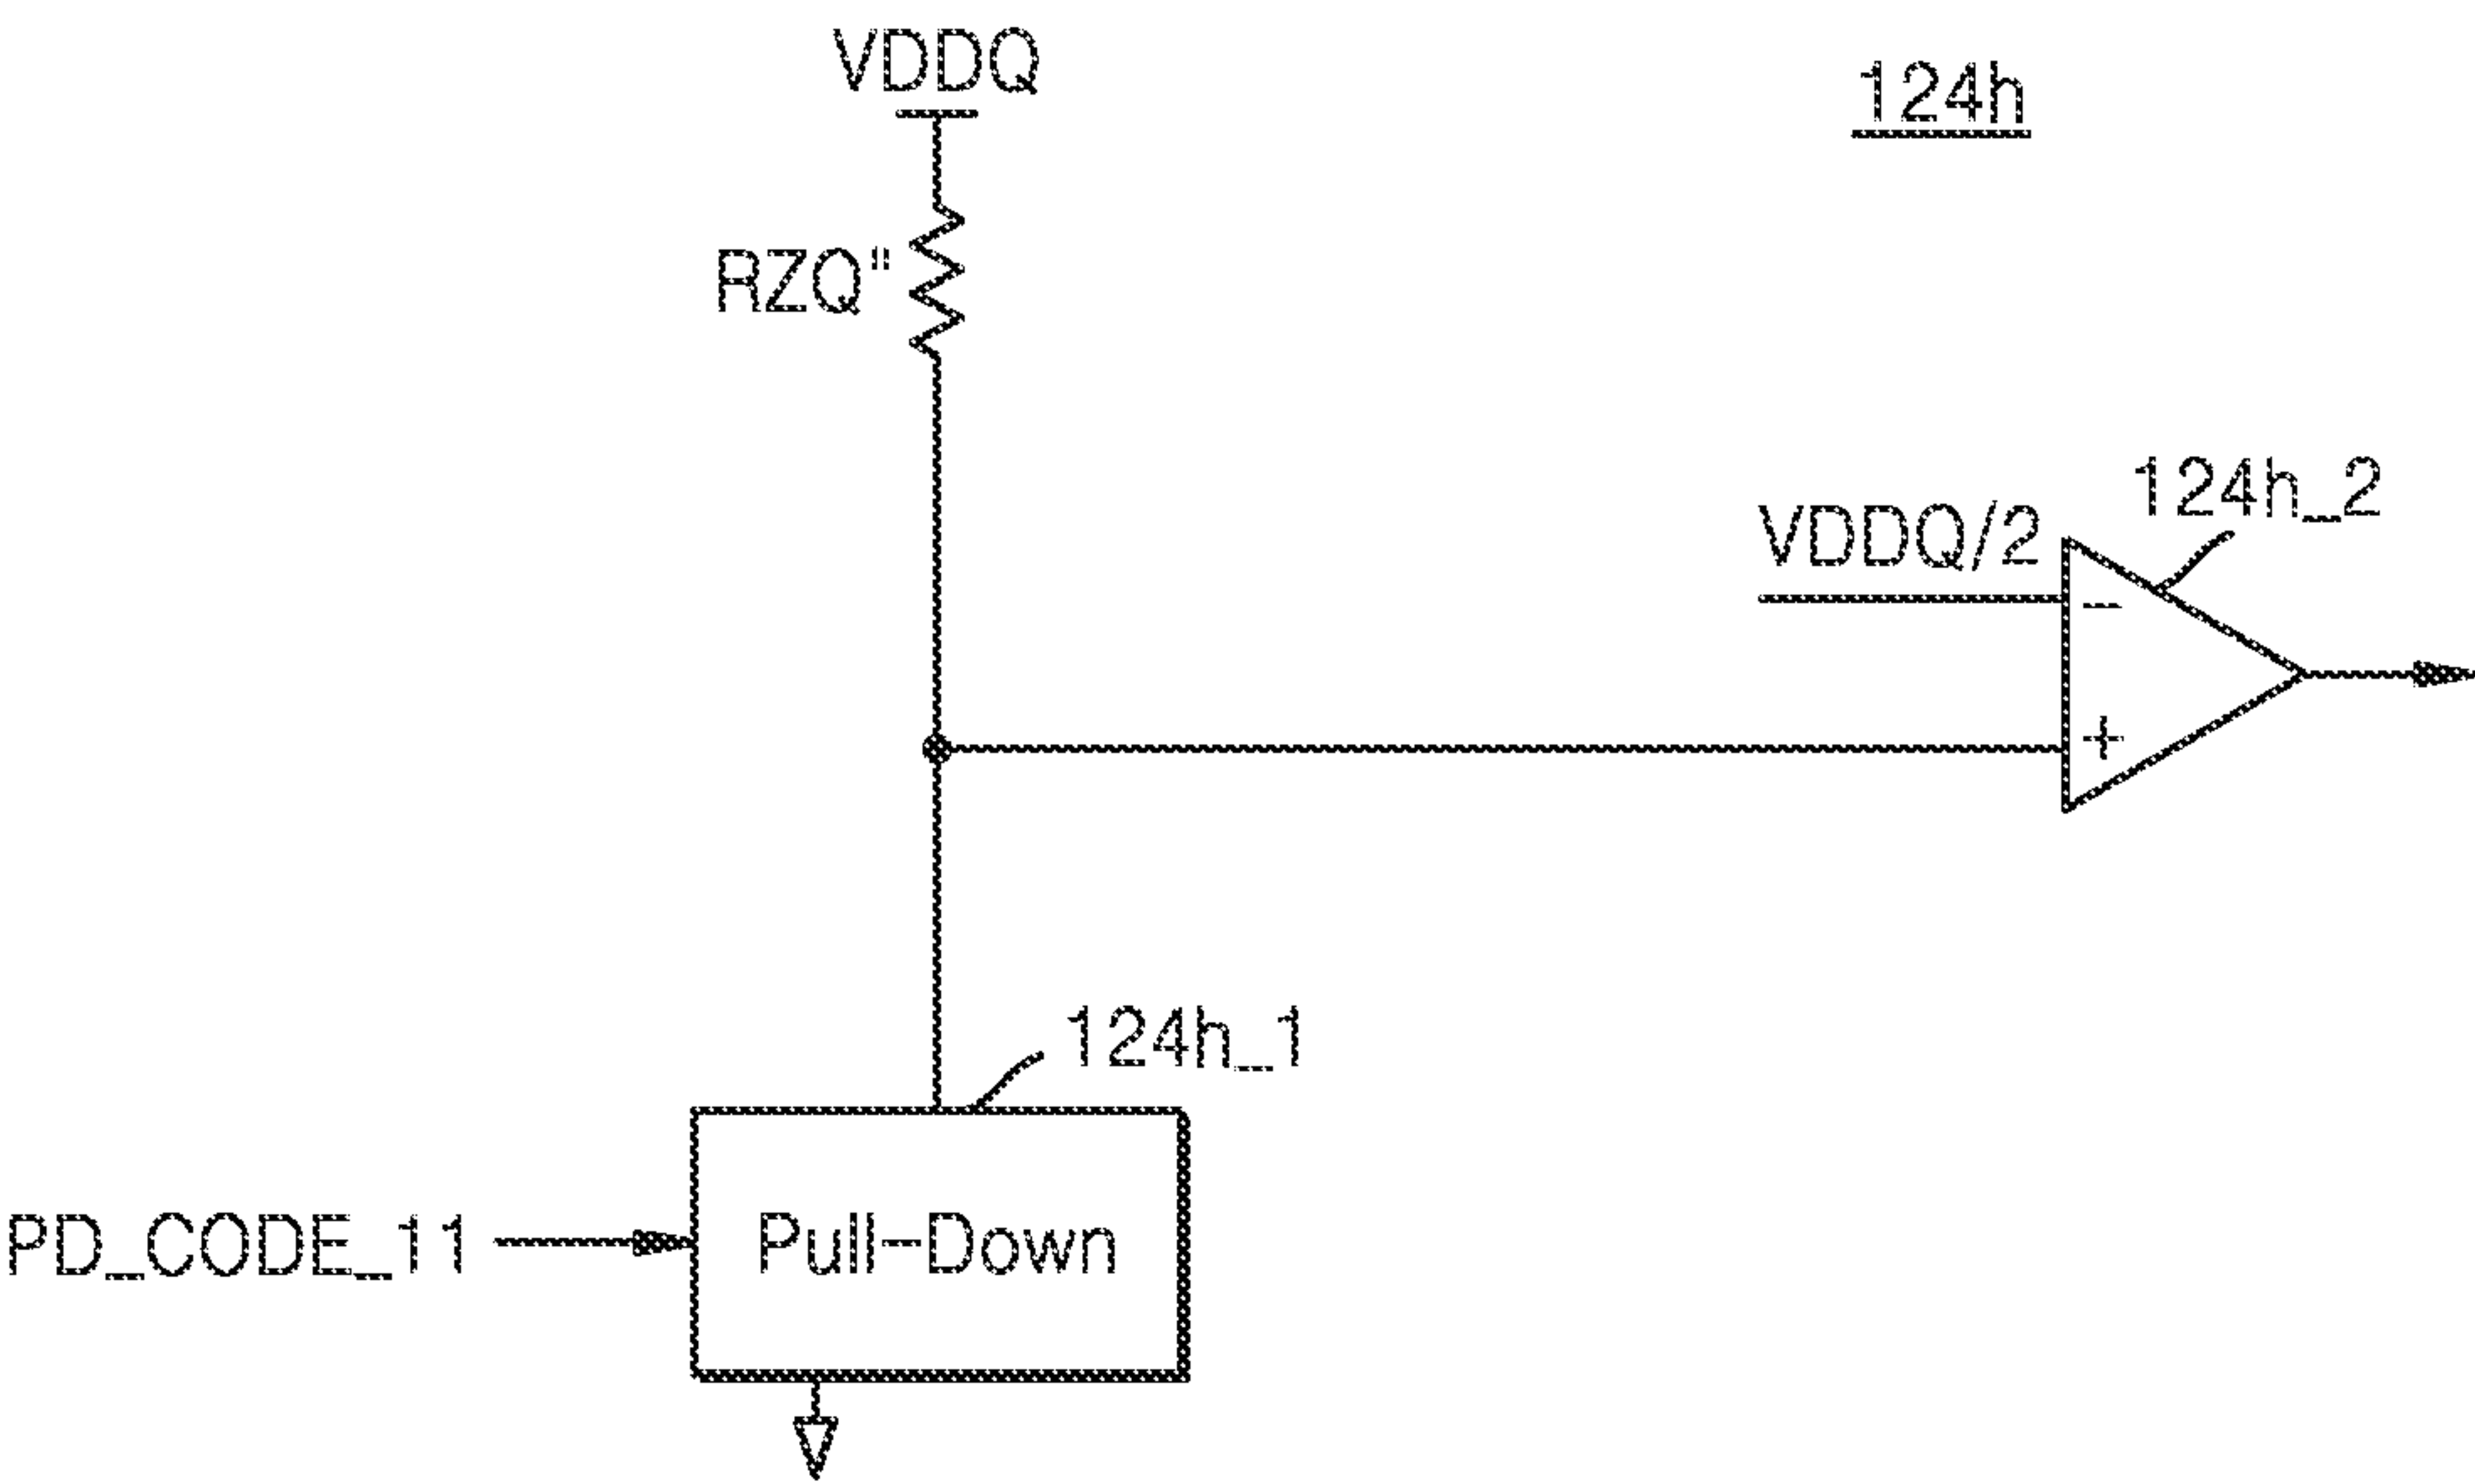 VDDQ
124h
RZQ"
124h_2
VDDQ/2
-
+
124h_1
PD_CODE_11
Pull-Down